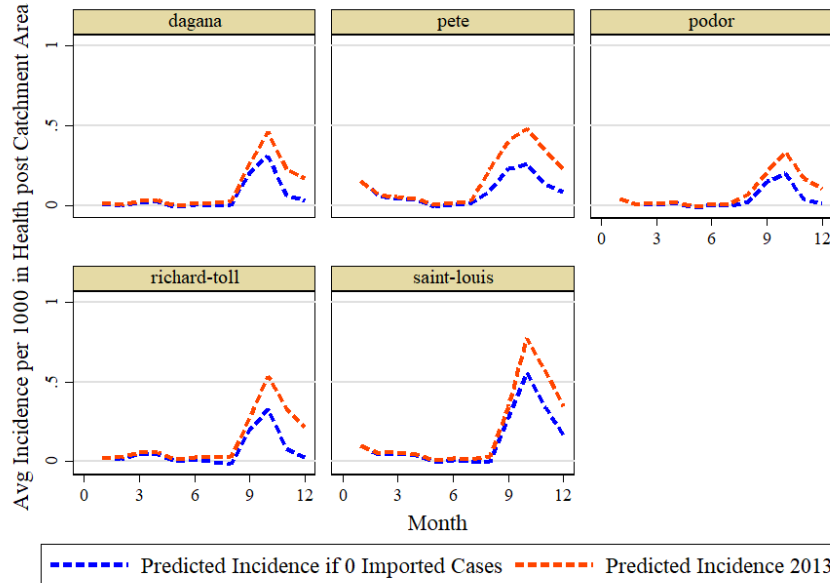 dagana pete podor
1
.5
0
0 3 6 9 12
richard-toll saint-louis
1
.5
0
0 3 6 9 12 0 3 6 9 12
Avg Incidence per 1000 in Health post Catchment Area
Month
Predicted Incidence if 0 Imported Cases Predicted Incidence 2013